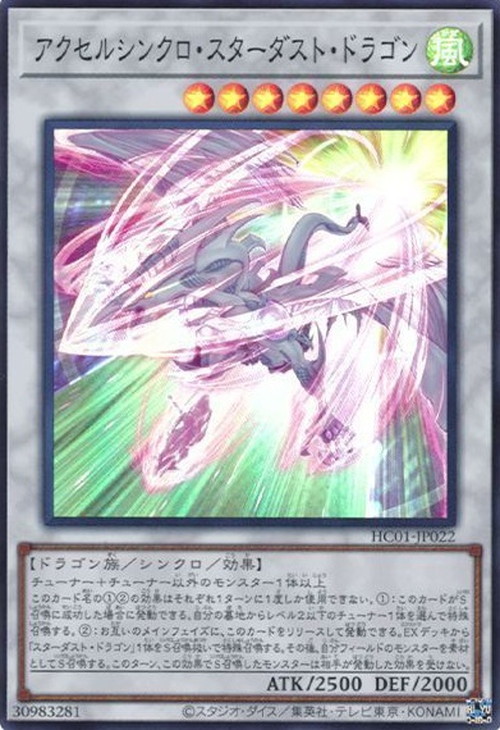 アクセルシンクロ・スターダスト・ドラゴン
風
HC01-JP022
【ドラゴン族／シンクロ／効果】
チューナー＋チューナー以外のモンスター1体以上
このカード名の①②の効果はそれぞれ1ターンに1度しか使用できない。①：このカードがS
召喚に成功した場合に発動できる。自分の墓地からレベル2以下のチューナー1体を選んで特殊
召喚する。②：お互いのメインフェイズに、このカードをリリースして発動できる。EXデッキから
「スターダスト・ドラゴン」1体をS召喚扱いで特殊召喚する。その後、自分フィールドのモンスターを素材
としてS召喚する。このターン、この効果でS召喚したモンスターは相手が発動した効果を受けない。
ATK/2500 DEF/2000
30983281
©スタジオ・ダイス／集英社・テレビ東京・KONAMI